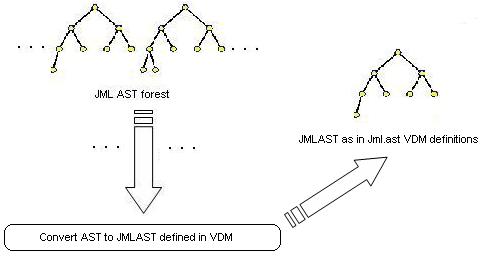 JML AST forest
JMLAST as in Jml.ast VDM definitions
Convert AST to JMLAST defined in VDM